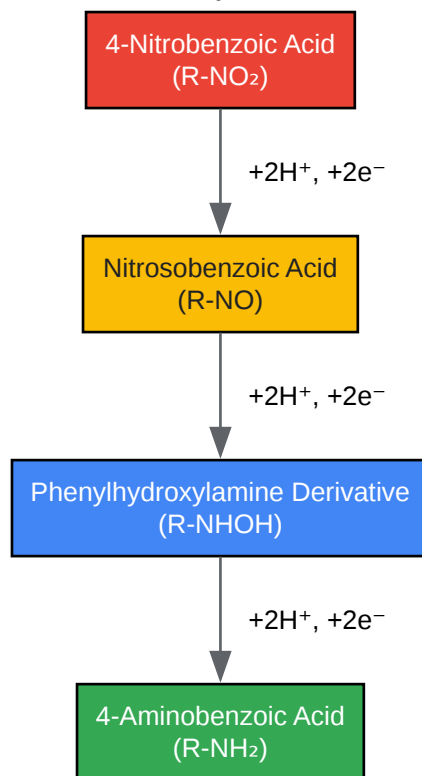 4-Nitrobenzoic Acid
(R-NO₂)
+2H⁺, +2e⁻
Nitrosobenzoic Acid
(R-NO)
+2H⁺, +2e⁻
Phenylhydroxylamine Derivative
(R-NHOH)
+2H⁺, +2e⁻
4-Aminobenzoic Acid
(R-NH₂)